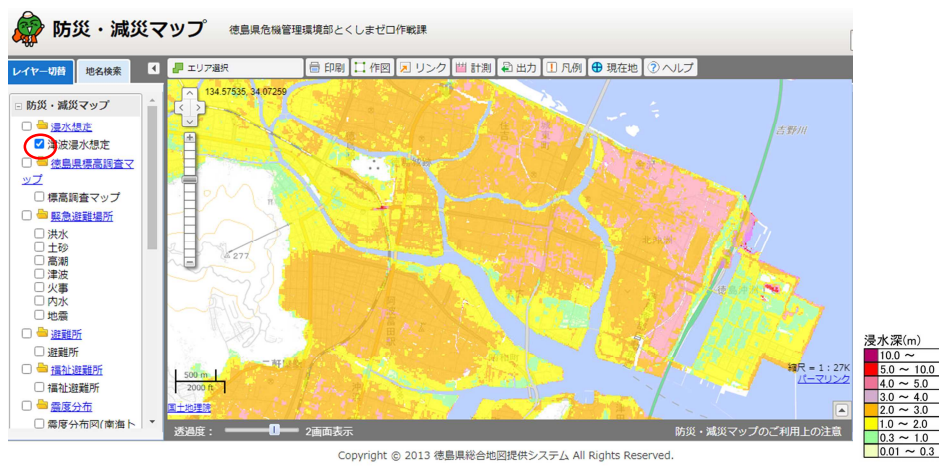 防災・減災マップ 徳島県危機管理環境部とくしまゼロ作戦課
レイヤー切替 地名検索
エリア選択 印刷 作図 リンク 計測 出力 凡例 現在地 ヘルプ
防災・減災マップ
浸水想定
津波浸水想定
徳島県標高調査マ
ップ
標高調査マップ
緊急避難場所
洪水
土砂
高潮
津波
火事
内水
地震
避難所
避難所
福祉避難所
福祉避難所
震度分布
震度分布図(南海ト
134.57535, 34.07259
吉野川
277
500 m
2000 ft
国土地理院
縮尺 = 1 : 27K
パーマリンク
透過度: 2画面表示 防災・減災マップのご利用上の注意
Copyright © 2013 徳島県総合地図提供システム All Rights Reserved.
浸水深(m)
10.0 ～
5.0 ～ 10.0
4.0 ～ 5.0
3.0 ～ 4.0
2.0 ～ 3.0
1.0 ～ 2.0
0.3 ～ 1.0
0.01 ～ 0.3